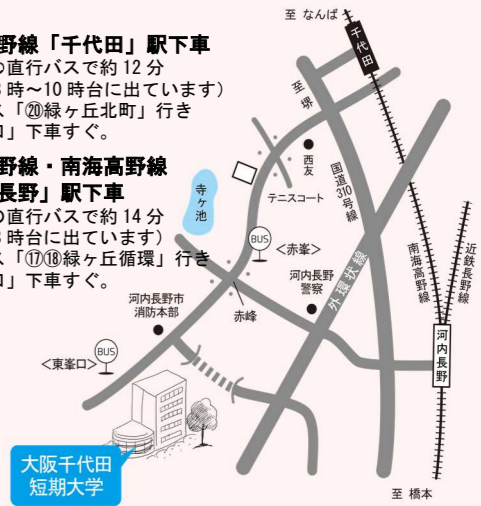 野線「千代田」駅下車
の直行バスで約12分
8時～10時台に出ています）
ス「⑳緑ヶ丘北町」行き
口」下車すぐ。
野線・南海高野線
長野」駅下車
の直行バスで約14分
8時台に出ています）
ス「⑰⑱緑ヶ丘循環」行き
口」下車すぐ。
至 なんば
千代田
至 堺
西友
国道310号線
テニスコート
寺ヶ池
BUS
<赤峯>
河内長野
警察
外環状線
南海高野線
近鉄長野線
河内長野
赤峰
河内長野市
消防本部
BUS
<東峯口>
大阪千代田
短期大学
至 橋本